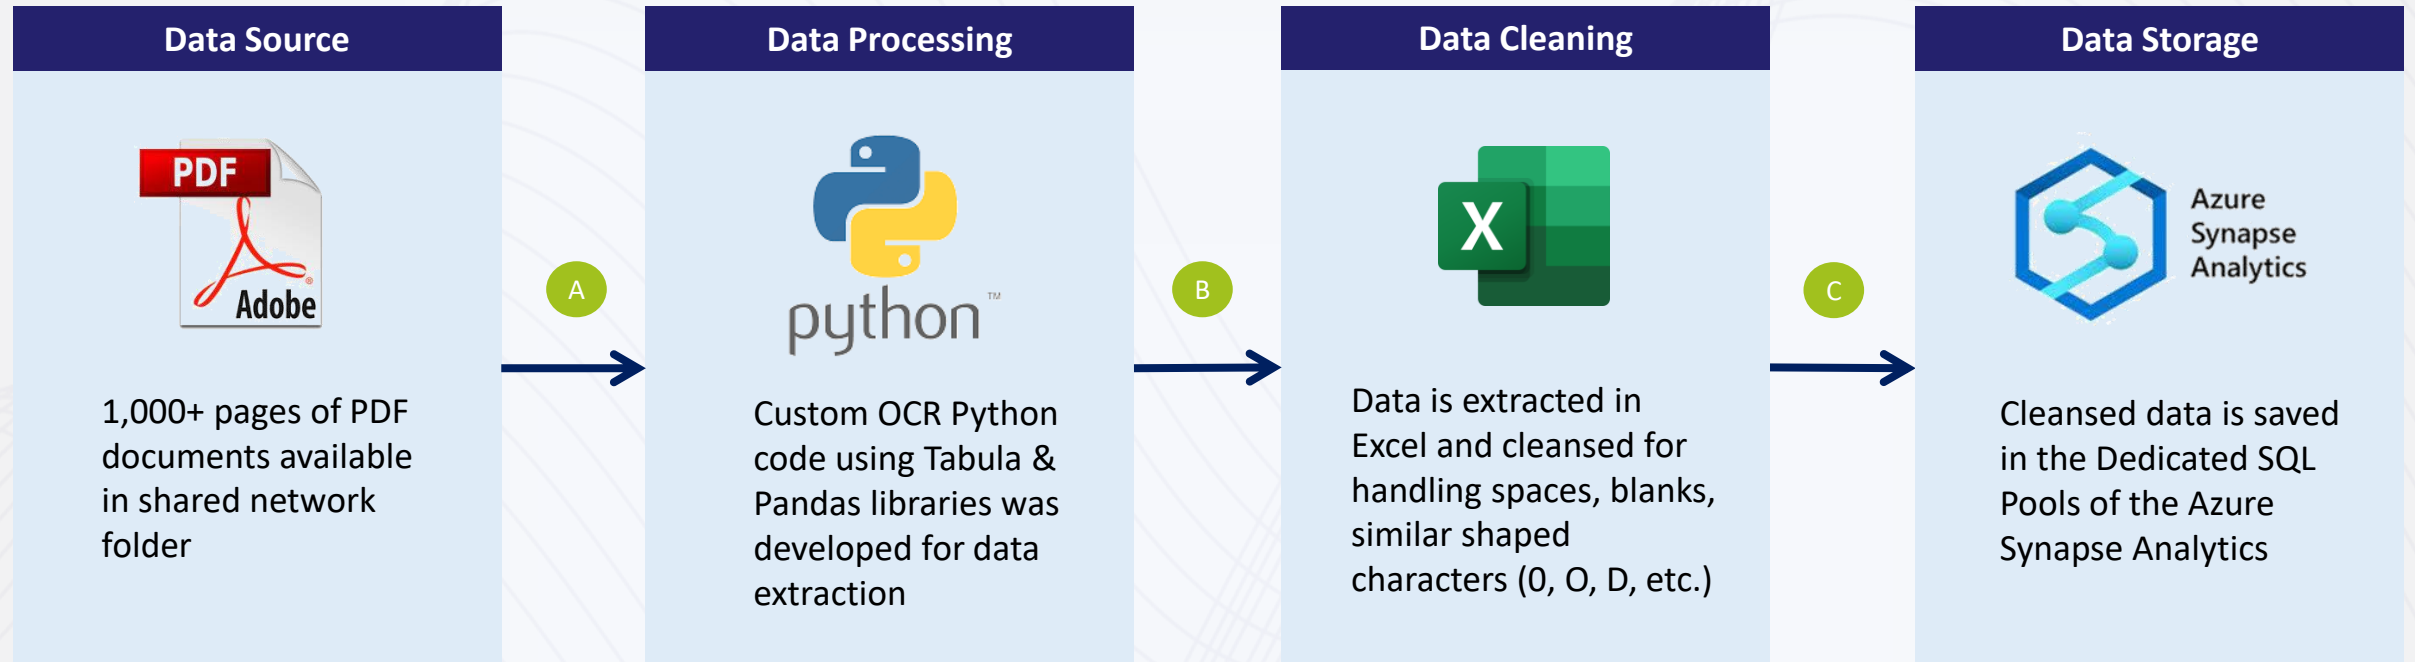 Data Source
PDF
Adobe
1,000+ pages of PDF
documents available
in shared network
folder
A
Data Processing
python™
Custom OCR Python
code using Tabula &
Pandas libraries was
developed for data
extraction
B
Data Cleaning
X
Data is extracted in
Excel and cleansed for
handling spaces, blanks,
similar shaped
characters (0, O, D, etc.)
C
Data Storage
Azure
Synapse
Analytics
Cleansed data is saved
in the Dedicated SQL
Pools of the Azure
Synapse Analytics